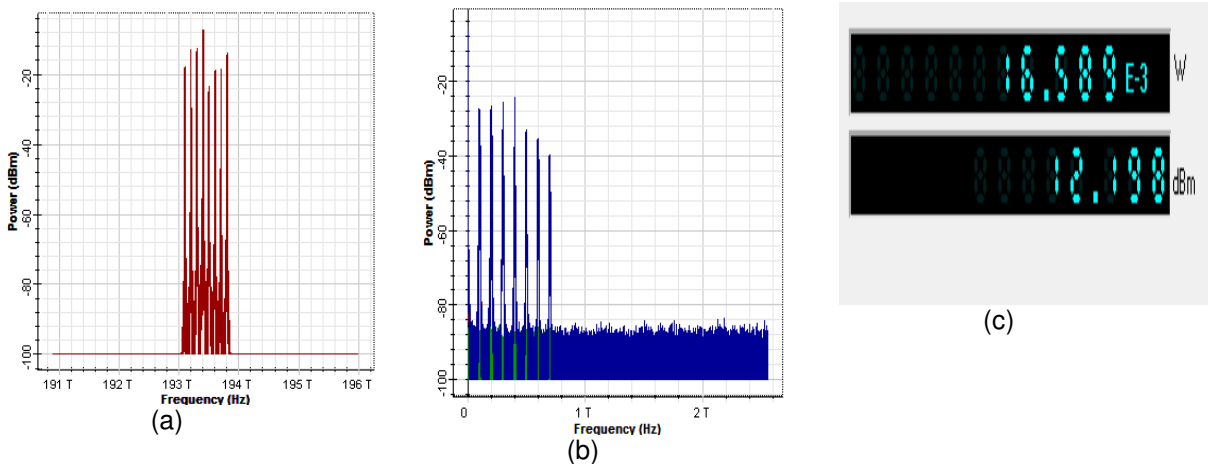 -20
-40
-60
-80
-100
Power (dBm)
191 T 192 T 193 T 194 T 195 T 196 T
Frequency (Hz)
(a)
-20
-40
-60
-80
-100
Power (dBm)
0 1 T 2 T
Frequency (Hz)
(b)
16.589 E-3 W
12.198 dBm
(c)